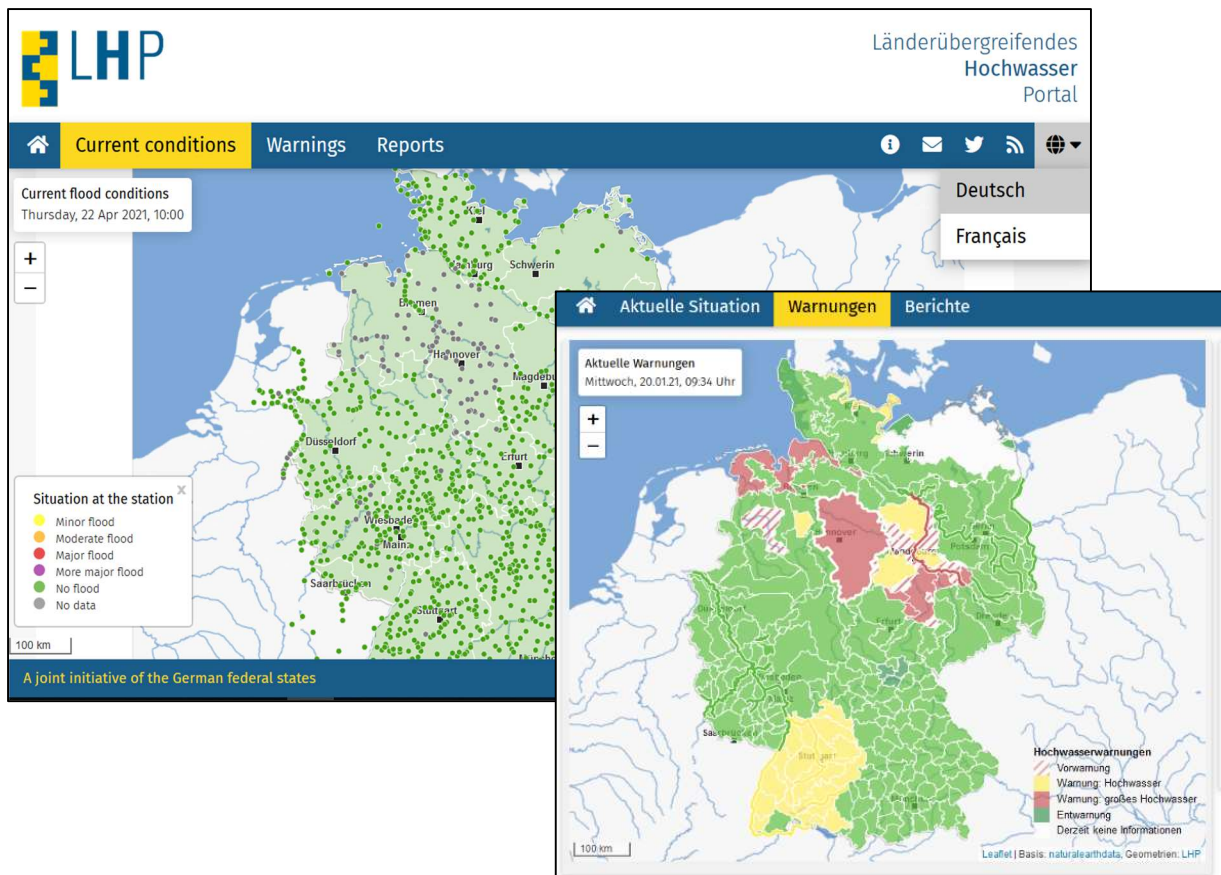 LHP
Länderübergreifendes
Hochwasser
Portal
Current conditions
Warnings
Reports
Deutsch
Français
Current flood conditions
Thursday, 22 Apr 2021, 10:00
+
−
Kiel
Schwerin
Bremen
Hannover
Düsseldorf
Erfurt
Wiesbaden
Mainz
Saarbrücken
Stuttgart
Situation at the station
x
Minor flood
Moderate flood
Major flood
More major flood
No flood
No data
100 km
A joint initiative of the German federal states
Aktuelle Situation
Warnungen
Berichte
Aktuelle Warnungen
Mittwoch, 20.01.21, 09:34 Uhr
+
−
Schwerin
Potsdam
Erfurt
Dresden
Saarbrücken
Stuttgart
Hochwasserwarnungen
Vorwarnung
Warnung: Hochwasser
Warnung: großes Hochwasser
Entwarnung
Derzeit keine Informationen
100 km
Leaflet | Basis: naturalearthdata, Geometrien: LHP